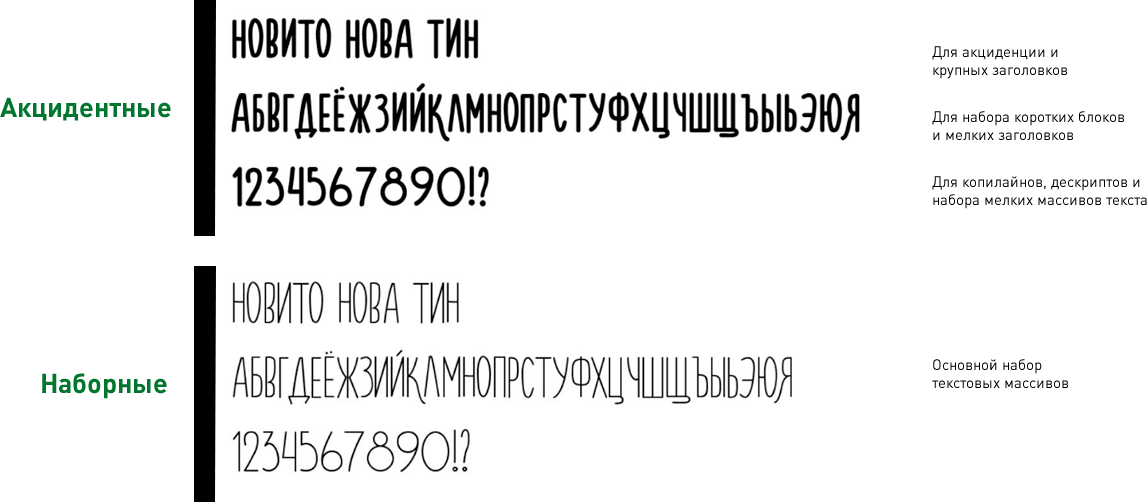 Акцидентные
НОВИТО НОВА ТИН
АБВГДЕЁЖЗИЙКЛМНОПРСТУФХЦЧШЩЪЫЬЭЮЯ
1234567890!?
Для акциденции и
крупных заголовков
Для набора коротких блоков
и мелких заголовков
Для копилайнов, дескриптов и
набора мелких массивов текста
Наборные
НОВИТО НОВА ТИН
АБВГДЕЁЖЗИЙКЛМНОПРСТУФХЦЧШЩЪЫЬЭЮЯ
1234567890!?
Основной набор
текстовых массивов